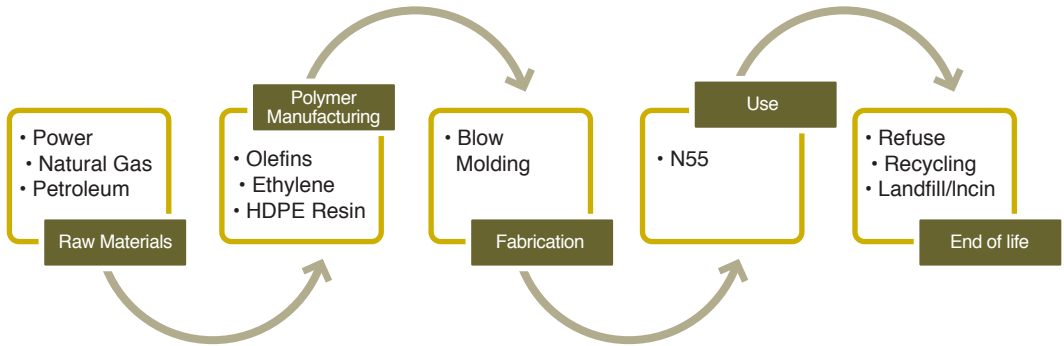 • Power
• Natural Gas
• Petroleum
Raw Materials
Polymer
Manufacturing
• Olefins
• Ethylene
• HDPE Resin
• Blow
Molding
Fabrication
Use
• N55
• Refuse
• Recycling
• Landfill/Incin
End of life